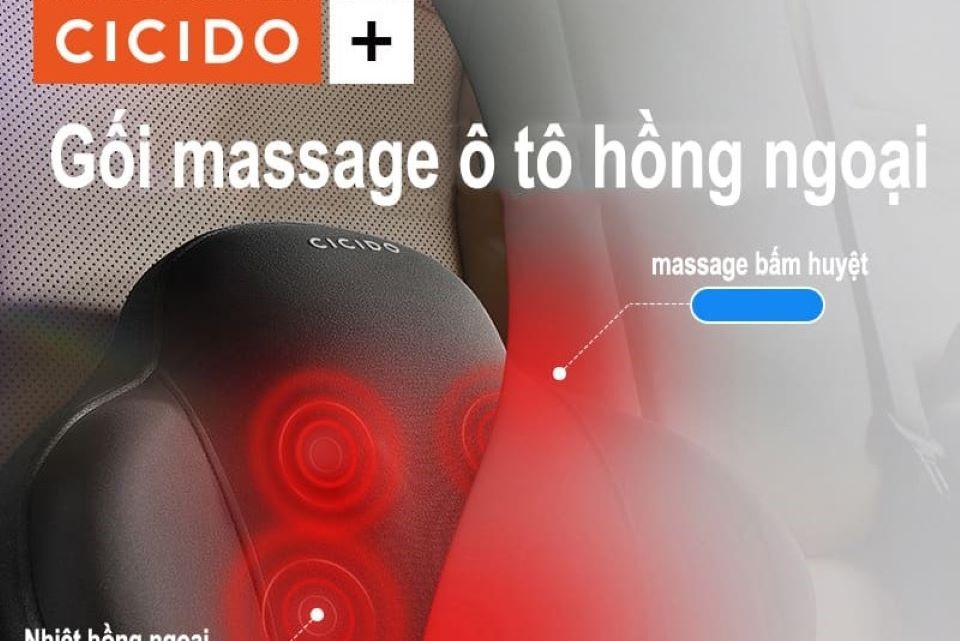 CICIDO +
Gối massage ô tô hồng ngoại
CICIDO
massage bấm huyệt
Nhiệt hồng ngoại